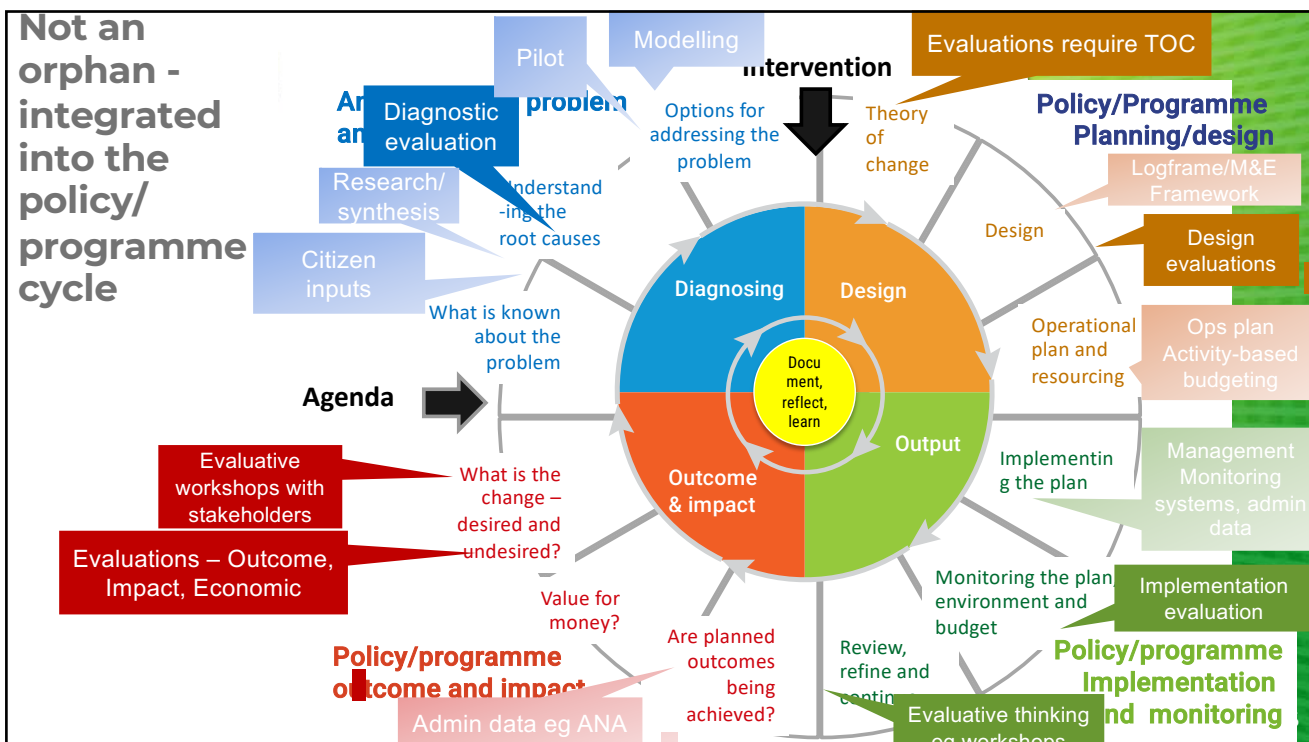 Not an
orphan -
integrated
into the
policy/
programme
cycle
Pilot
Modelling
Intervention
Evaluations require TOC
problem
Diagnostic
evaluation
Options for
addressing the
problem
Theory
of
change
Policy/Programme
Planning/design
Research/
synthesis
Understand
-ing the
root causes
Logframe/M&E
Framework
Design
Design
evaluations
Citizen
inputs
Diagnosing
Design
What is known
about the
problem
Operational
plan and
resourcing
Ops plan
Activity-based
budgeting
Docu
ment,
reflect,
learn
Agenda
Evaluative
workshops with
stakeholders
What is the
change –
desired and
undesired?
Outcome
& impact
Output
Implementin
g the plan
Management
Monitoring
systems, admin
data
Evaluations – Outcome,
Impact, Economic
Value for
money?
Monitoring the plan,
environment and
budget
Implementation
evaluation
Policy/programme
outcome and impact
Are planned
outcomes
being
achieved?
Review,
refine and
Policy/programme
Implementation
and monitoring
Admin data eg ANA
Evaluative thinking
eg workshops